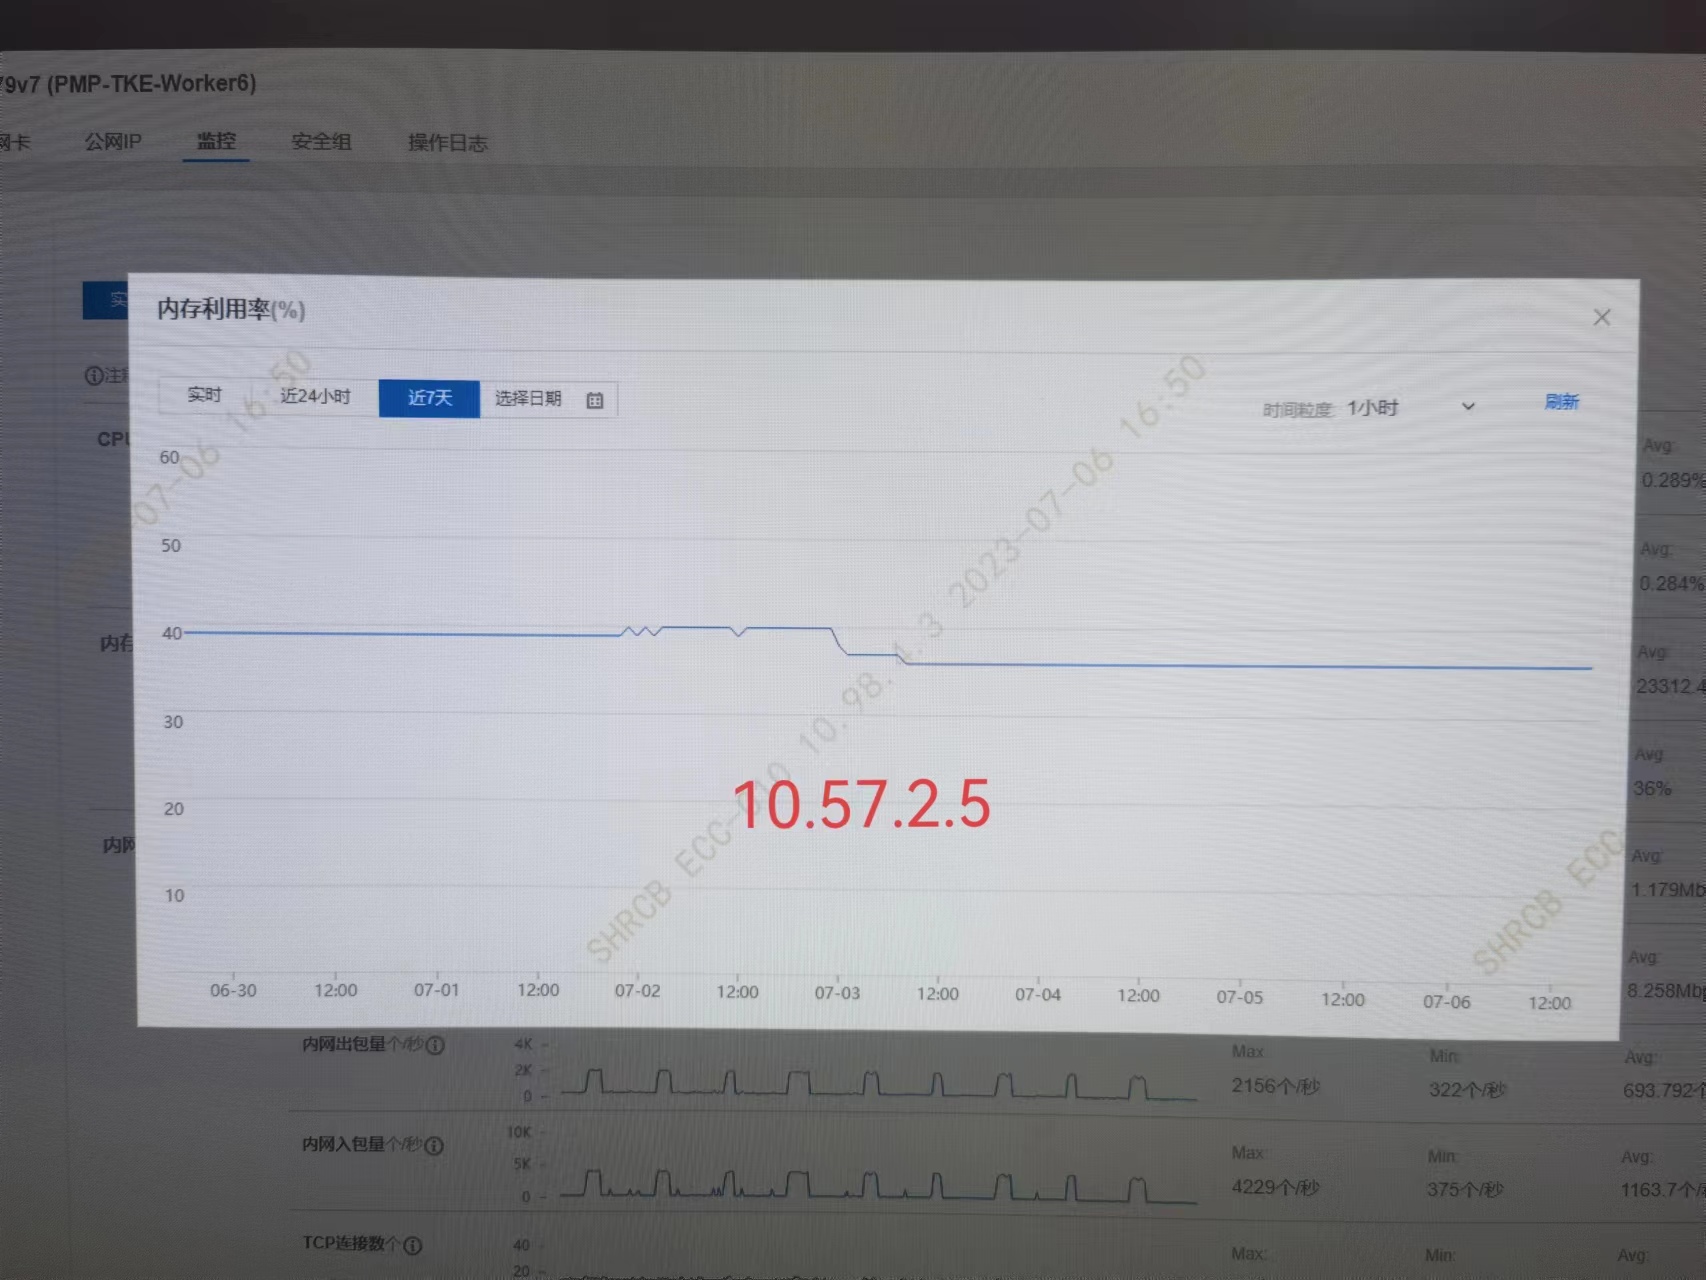 79v7 (PMP-TKE-Worker6)
网卡 公网IP 监控 安全组 操作日志
实
内存利用率(%)
注释
实时 近24小时 近7天 选择日期
时间粒度: 1小时 刷新
CPU
60
50
40
30
20
10
内存
内网
06-30 12:00 07-01 12:00 07-02 12:00 07-03 12:00 07-04 12:00 07-05 12:00 07-06 12:00
10.57.2.5
07-06 16:50
SHRCB ECC-010 10.98.4.3 2023-07-06 16:50
SHRCB ECC
Avg:
0.289%
Avg:
0.284%
Avg:
23312.4
Avg:
36%
Avg:
1.179Mb
Avg:
8.258Mbp
内网出包量个/秒 4K 2K 0 Max: 2156个/秒 Min: 322个/秒 Avg: 693.792个
内网入包量个/秒 10K 5K 0 Max: 4229个/秒 Min: 375个/秒 Avg: 1163.7个/
TCP连接数个 40 20 Max: Min: Avg: